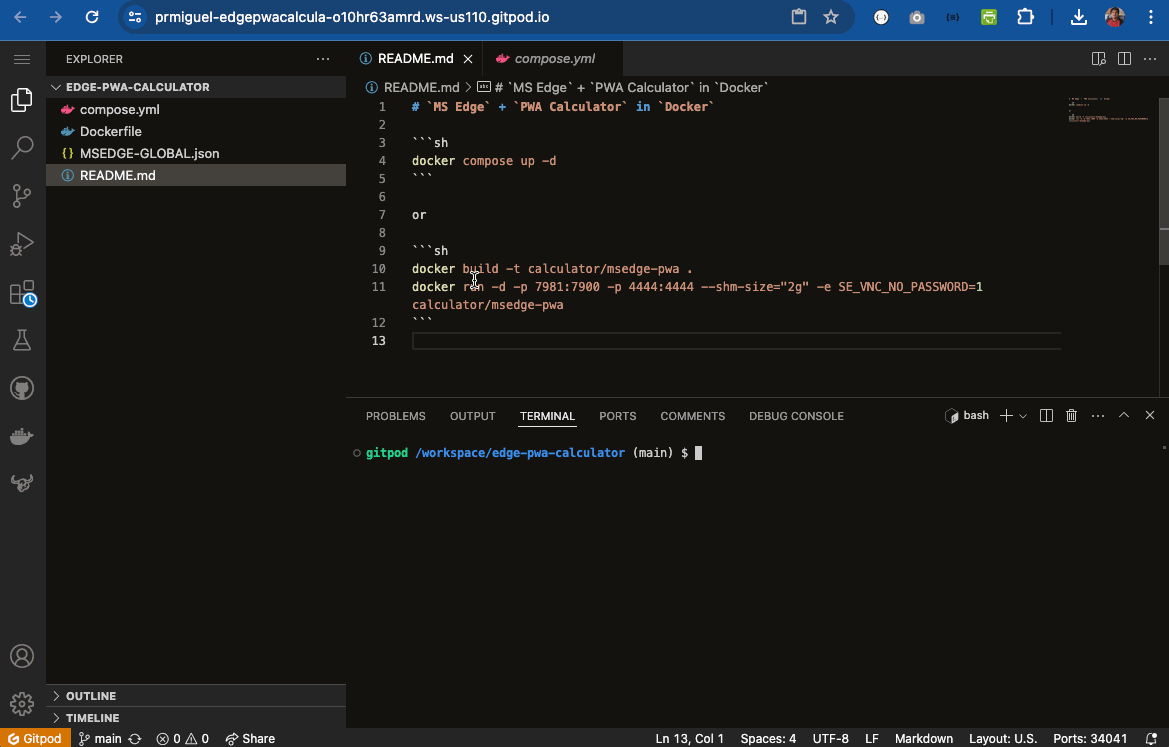 prmiguel-edgepwacalcula-o10hr63amrd.ws-us110.gitpod.io
EXPLORER
EDGE-PWA-CALCULATOR
compose.yml
Dockerfile
MSEDGE-GLOBAL.json
README.md
OUTLINE
TIMELINE
README.md
compose.yml
README.md > # `MS Edge` + `PWA Calculator` in `Docker`
1 # `MS Edge` + `PWA Calculator` in `Docker`
2
3 ```sh
4 docker compose up -d
5 ```
6
7 or
8
9 ```sh
10 docker build -t calculator/msedge-pwa .
11 docker run -d -p 7981:7900 -p 4444:4444 --shm-size="2g" -e SE_VNC_NO_PASSWORD=1
calculator/msedge-pwa
12 ```
13
PROBLEMS OUTPUT TERMINAL PORTS COMMENTS DEBUG CONSOLE
bash
gitpod /workspace/edge-pwa-calculator (main) $
Gitpod main 0 0 Share
Ln 13, Col 1 Spaces: 4 UTF-8 LF Markdown Layout: U.S. Ports: 34041